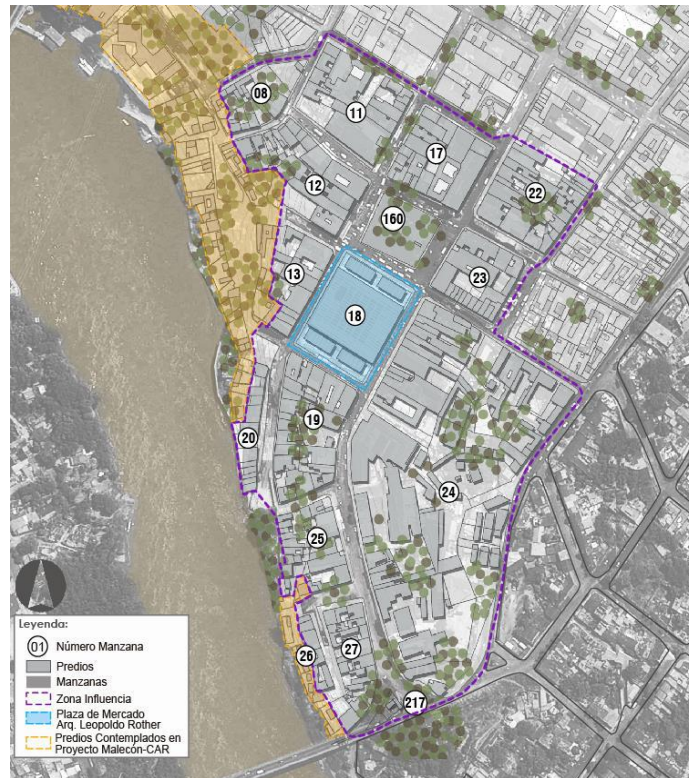 08
11
17
12
22
160
13
23
18
19
20
24
25
26
27
217
Leyenda:
01 Número Manzana
Predios
Manzanas
Zona Influencia
Plaza de Mercado
Arq. Leopoldo Rother
Predios Contemplados en
Proyecto Malecón-CAR